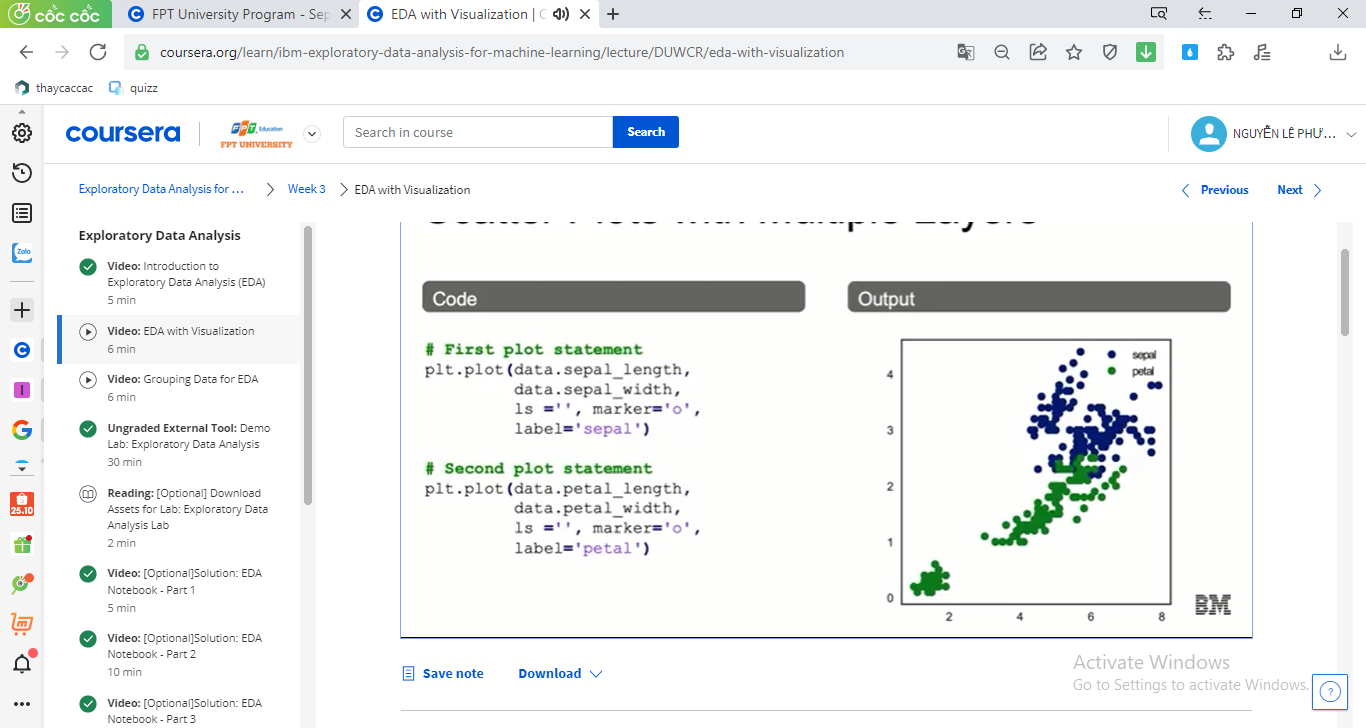 cốc cốc
FPT University Program - Sep
EDA with Visualization | C
coursera.org/learn/ibm-exploratory-data-analysis-for-machine-learning/lecture/DUWCR/eda-with-visualization
thaycaccac
quizz
coursera
FPT Education
FPT UNIVERSITY
Search in course
Search
NGUYỄN LÊ PHƯ...
Exploratory Data Analysis for ...
Week 3
EDA with Visualization
Previous
Next
Exploratory Data Analysis
Video: Introduction to
Exploratory Data Analysis (EDA)
5 min
Video: EDA with Visualization
6 min
Video: Grouping Data for EDA
6 min
Ungraded External Tool: Demo
Lab: Exploratory Data Analysis
30 min
Reading: [Optional] Download
Assets for Lab: Exploratory Data
Analysis Lab
2 min
Video: [Optional]Solution: EDA
Notebook - Part 1
5 min
Video: [Optional]Solution: EDA
Notebook - Part 2
10 min
Video: [Optional]Solution: EDA
Notebook - Part 3
Zalo
25.10
Scatter Plots with Multiple Layers
Code
# First plot statement
plt.plot(data.sepal_length,
data.sepal_width,
ls ='', marker='o',
label='sepal')
# Second plot statement
plt.plot(data.petal_length,
data.petal_width,
ls ='', marker='o',
label='petal')
Output
sepal
petal
4
3
2
1
0
2
4
6
8
IBM
Save note
Download
Activate Windows
Go to Settings to activate Windows.
?